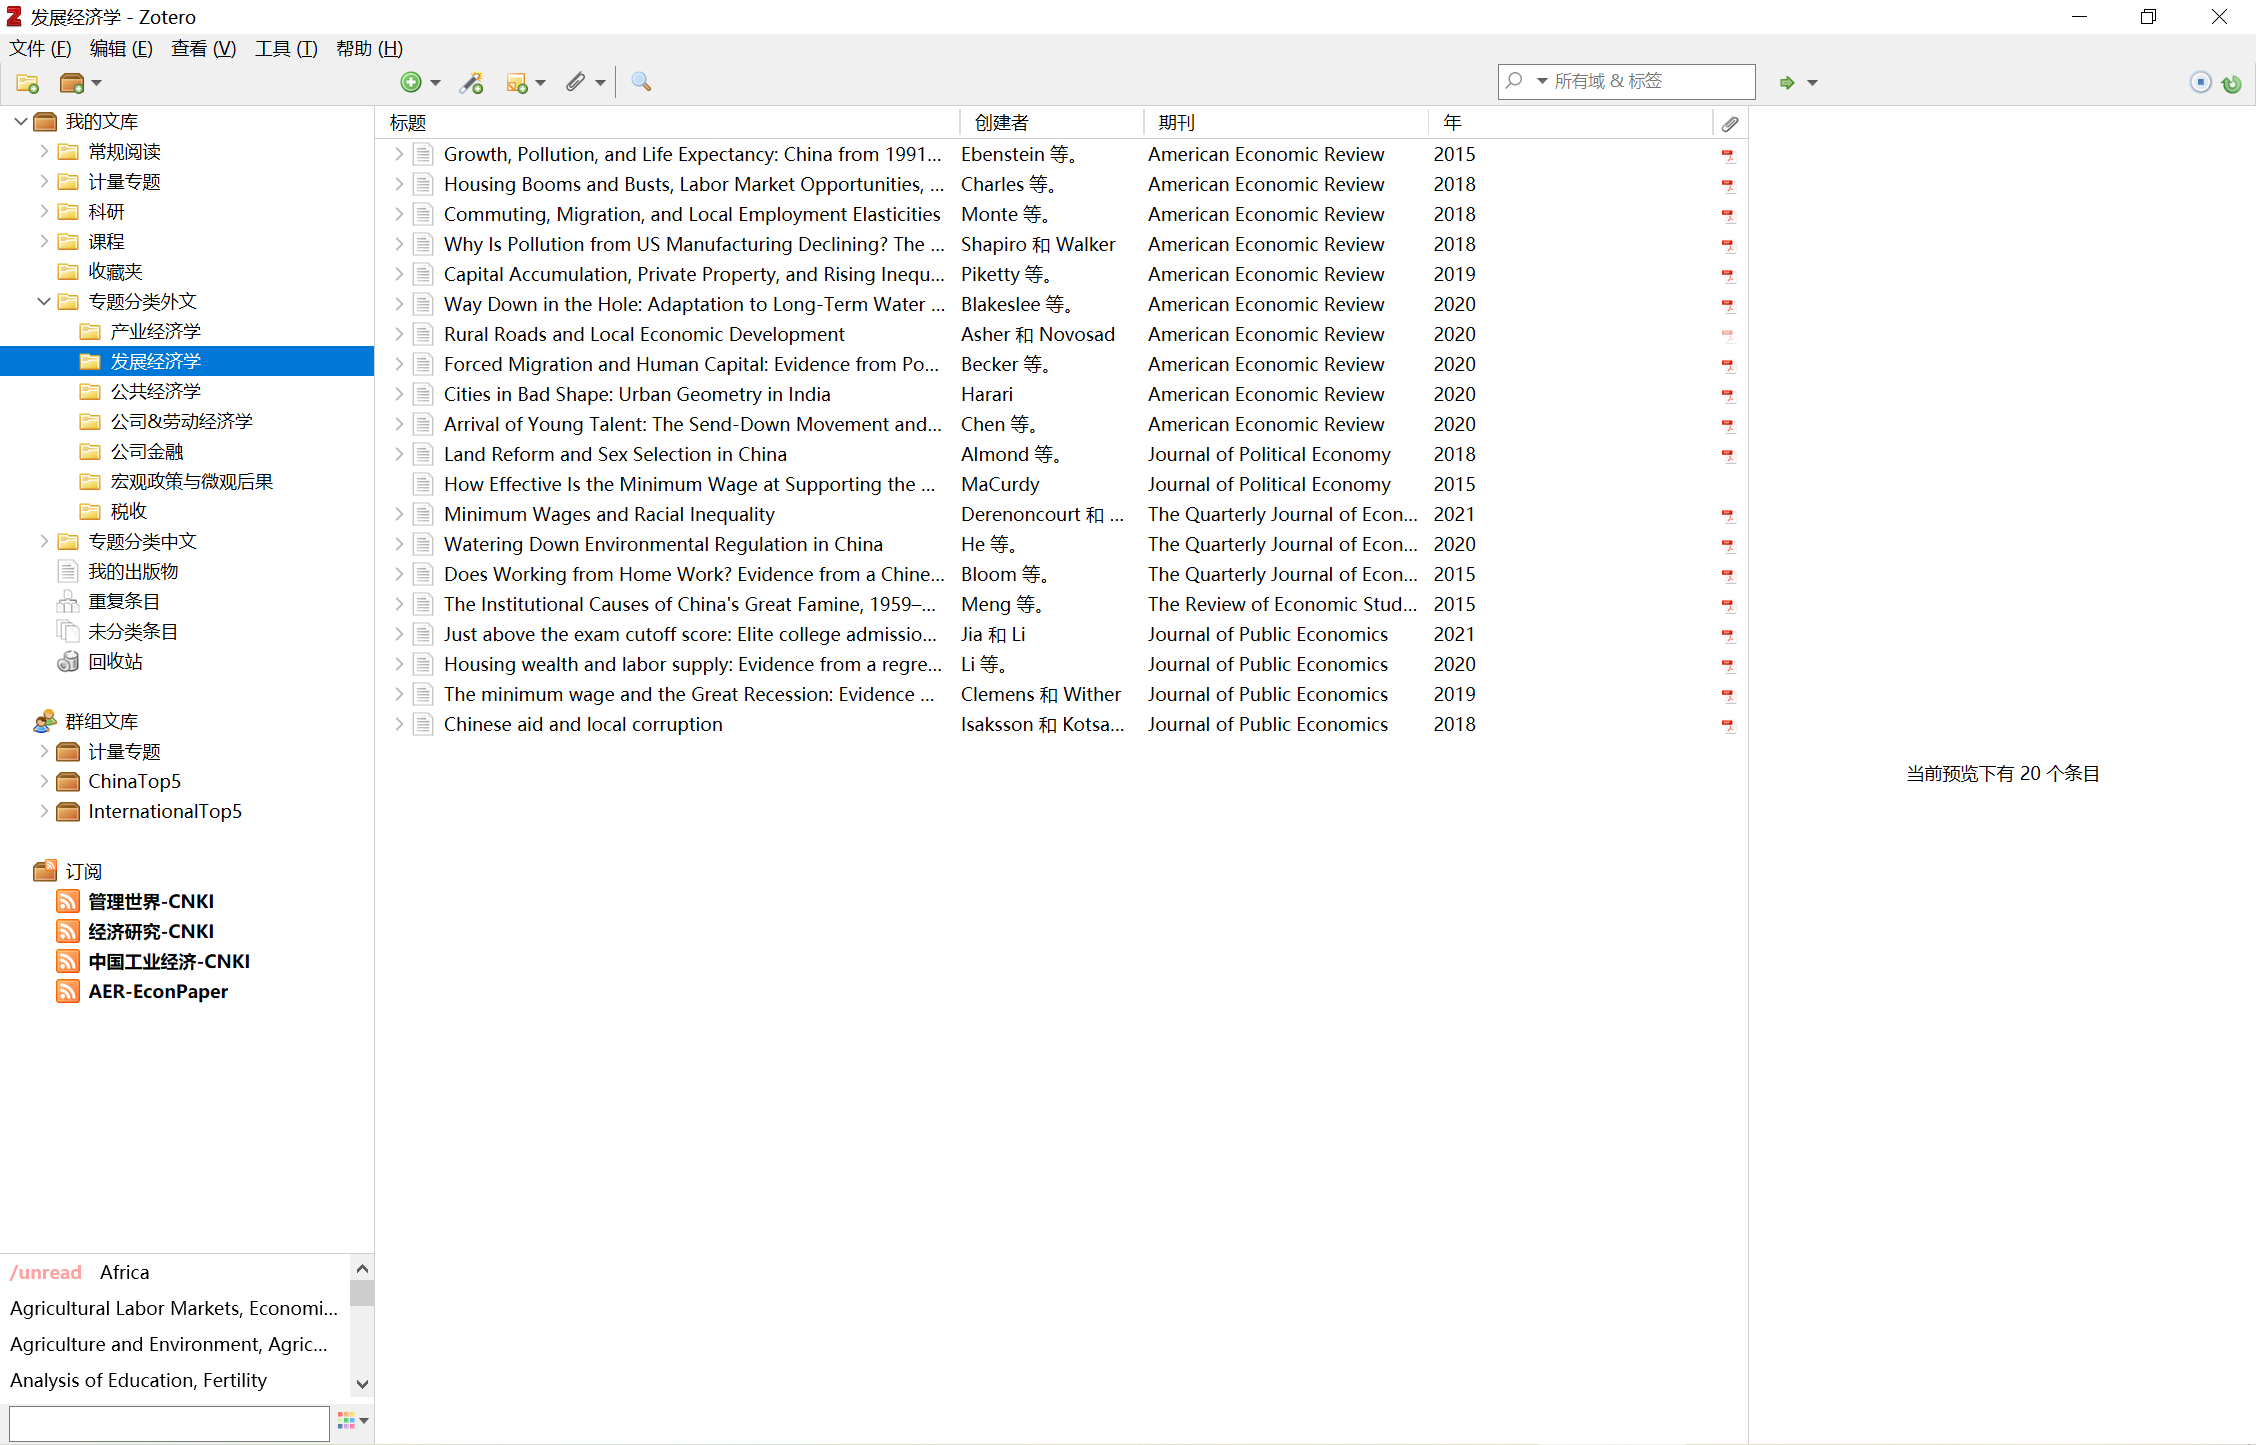 发展经济学 - Zotero
文件 (F) 编辑 (E) 查看 (V) 工具 (T) 帮助 (H)
所有域 & 标签
我的文库
常规阅读
计量专题
科研
课程
收藏夹
专题分类外文
产业经济学
发展经济学
公共经济学
公司&劳动经济学
公司金融
宏观政策与微观后果
税收
专题分类中文
我的出版物
重复条目
未分类条目
回收站
群组文库
计量专题
ChinaTop5
InternationalTop5
订阅
管理世界-CNKI
经济研究-CNKI
中国工业经济-CNKI
AER-EconPaper
/unread Africa
Agricultural Labor Markets, Economi...
Agriculture and Environment, Agric...
Analysis of Education, Fertility
标题 创建者 期刊 年
Growth, Pollution, and Life Expectancy: China from 1991... Ebenstein 等。 American Economic Review 2015
Housing Booms and Busts, Labor Market Opportunities, ... Charles 等。 American Economic Review 2018
Commuting, Migration, and Local Employment Elasticities Monte 等。 American Economic Review 2018
Why Is Pollution from US Manufacturing Declining? The ... Shapiro 和 Walker American Economic Review 2018
Capital Accumulation, Private Property, and Rising Inequ... Piketty 等。 American Economic Review 2019
Way Down in the Hole: Adaptation to Long-Term Water ... Blakeslee 等。 American Economic Review 2020
Rural Roads and Local Economic Development Asher 和 Novosad American Economic Review 2020
Forced Migration and Human Capital: Evidence from Po... Becker 等。 American Economic Review 2020
Cities in Bad Shape: Urban Geometry in India Harari American Economic Review 2020
Arrival of Young Talent: The Send-Down Movement and... Chen 等。 American Economic Review 2020
Land Reform and Sex Selection in China Almond 等。 Journal of Political Economy 2018
How Effective Is the Minimum Wage at Supporting the ... MaCurdy Journal of Political Economy 2015
Minimum Wages and Racial Inequality Derenoncourt 和 ... The Quarterly Journal of Econ... 2021
Watering Down Environmental Regulation in China He 等。 The Quarterly Journal of Econ... 2020
Does Working from Home Work? Evidence from a Chine... Bloom 等。 The Quarterly Journal of Econ... 2015
The Institutional Causes of China's Great Famine, 1959–... Meng 等。 The Review of Economic Stud... 2015
Just above the exam cutoff score: Elite college admissio... Jia 和 Li Journal of Public Economics 2021
Housing wealth and labor supply: Evidence from a regre... Li 等。 Journal of Public Economics 2020
The minimum wage and the Great Recession: Evidence ... Clemens 和 Wither Journal of Public Economics 2019
Chinese aid and local corruption Isaksson 和 Kotsa... Journal of Public Economics 2018
当前预览下有 20 个条目